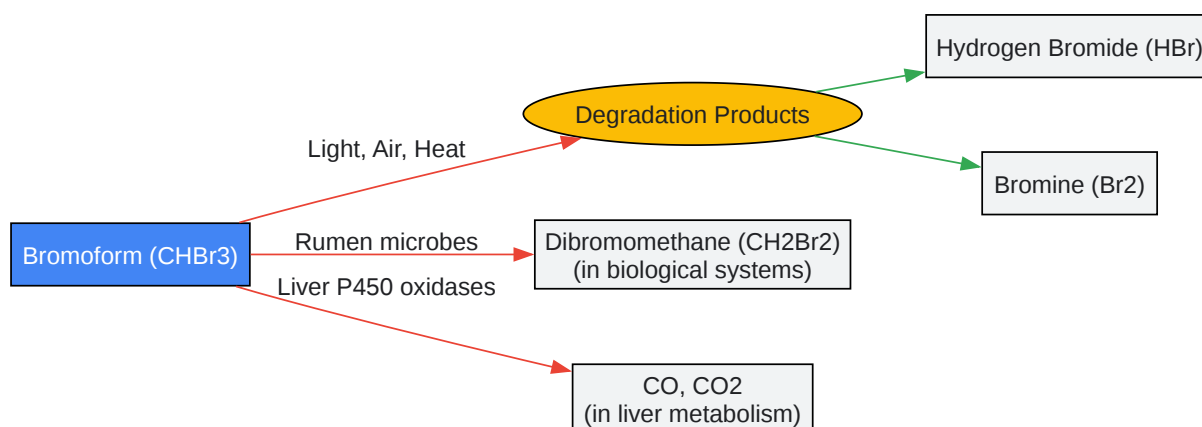 Hydrogen Bromide (HBr)
Degradation Products
Light, Air, Heat
Bromine (Br2)
Bromoform (CHBr3)
Rumen microbes
Dibromomethane (CH2Br2)
(in biological systems)
Liver P450 oxidases
CO, CO2
(in liver metabolism)